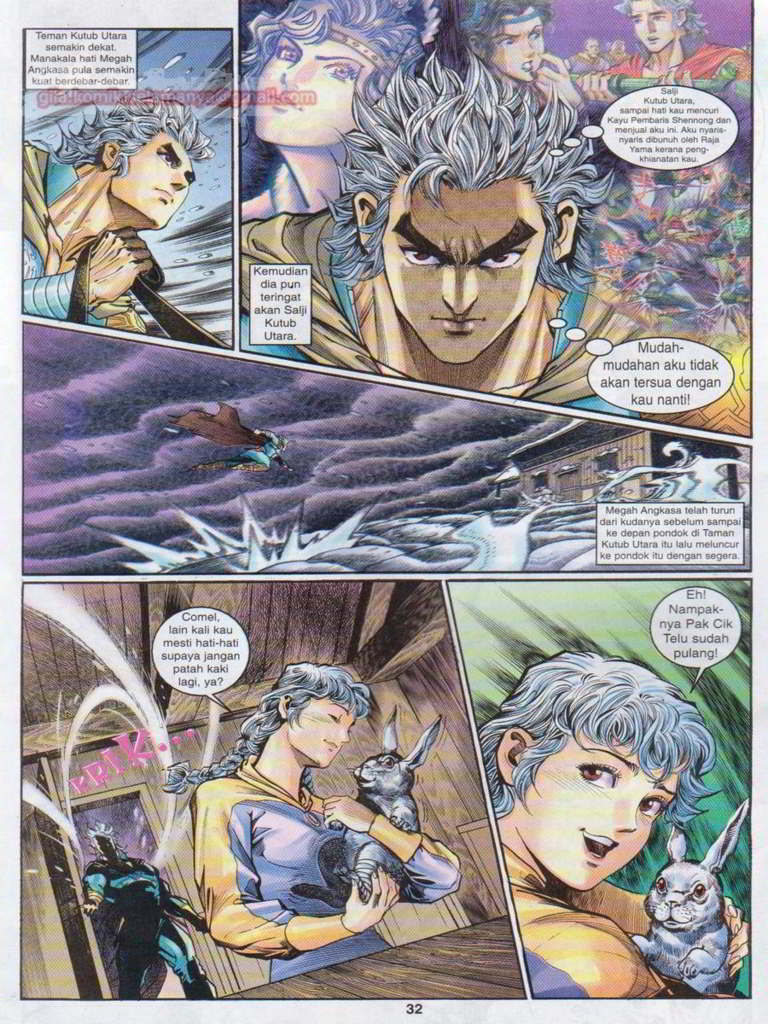 Teman Kutub Utara
semakin dekat.
Manakala hati Megah
Angkasa pula semakin
kuat berdebar-debar.
Salji
Kutub Utara,
sampai hati kau mencuri
Kayu Pembaris Shennong dan
menjual aku ini. Aku nyaris-
nyaris dibunuh oleh Raja
Yama kerana peng-
khianatan kau.
Kemudian
dia pun
teringat
akan Salji
Kutub
Utara.
Mudah-
mudahan aku tidak
akan tersua dengan
kau nanti!
Megah Angkasa telah turun
dari kudanya sebelum sampai
ke depan pondok di Taman
Kutub Utara itu lalu meluncur
ke pondok itu dengan segera.
Comel,
lain kali kau
mesti hati-hati
supaya jangan
patah kaki
lagi, ya?
KRIK...
Eh!
Nampak-
nya Pak Cik
Telu sudah
pulang!
32